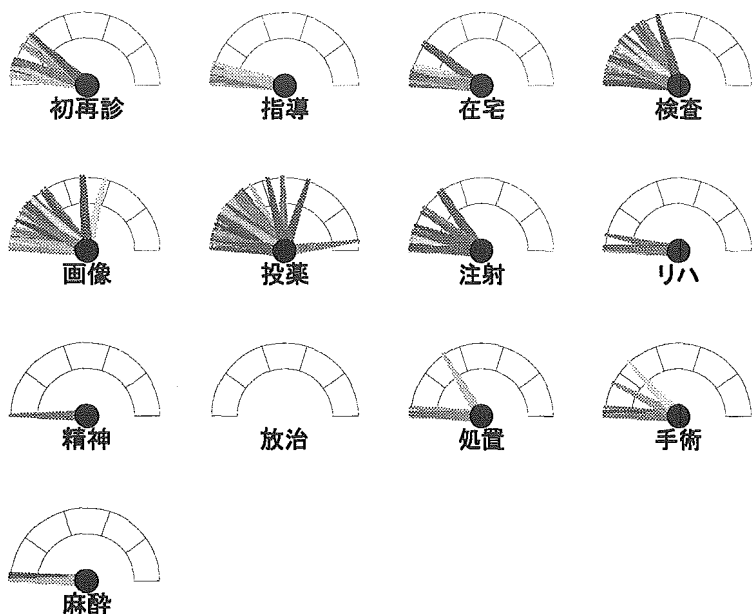 初再診
指導
在宅
検査
画像
投薬
注射
リハ
精神
放治
処置
手術
麻酔